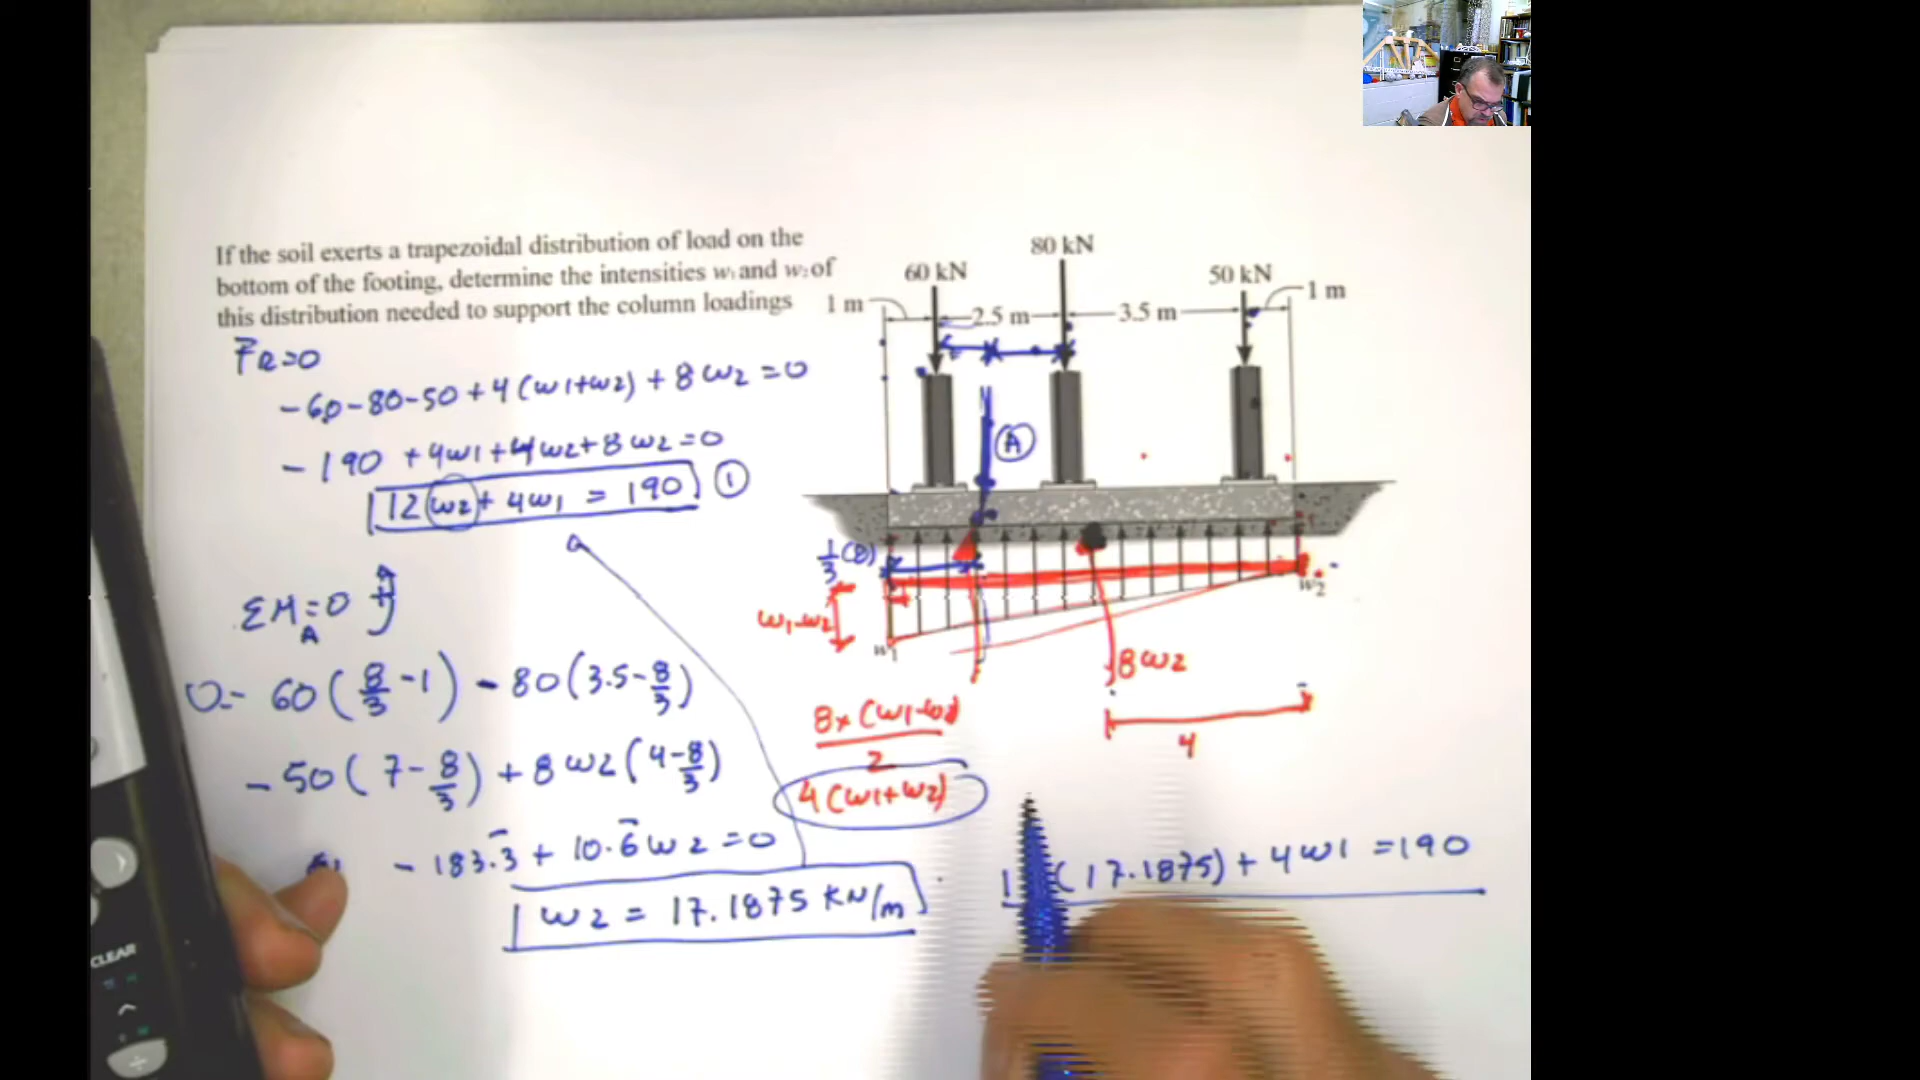 If the soil exerts a trapezoidal distribution of load on the
bottom of the footing, determine the intensities w₁ and w₂ of
this distribution needed to support the column loadings
60 kN
80 kN
50 kN
1 m
2.5 m
3.5 m
1 m
FR=0
-60-80-50+4(w1+w2)+8w2=0
-190+4w1+4w2+8w2=0
12w2+4w1=190 ①
ΣM=0
A
0= 60(8/3-1)-80(3.5-8/3)
-50(7-8/3)+8w2(4-8/3)
-183.3̅+10.6̅w2=0
w2=17.1875 kN/m
Ⓐ
1/3(8)
w1-w2
w₁
w₂
8w2
4
2
4(w1+w2)
(17.1875)+4w1=190
CLEAR
÷